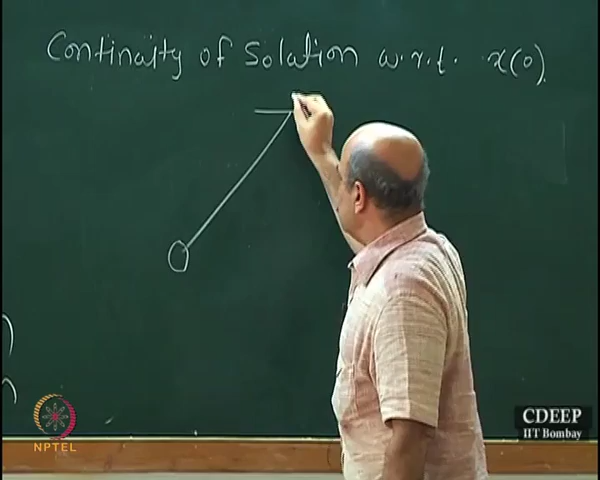 Continuity of Solution w.r.t. x(0)
NPTEL
CDEEP
IIT Bombay